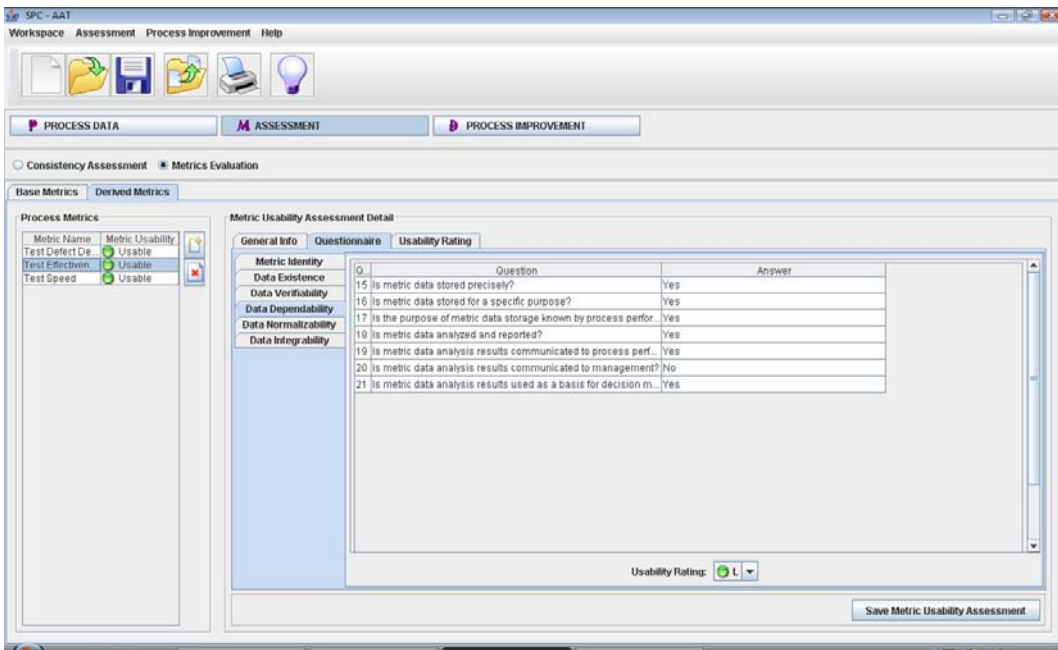 SPC - AAT
Workspace Assessment Process Improvement Help
P PROCESS DATA M ASSESSMENT D PROCESS IMPROVEMENT
Consistency Assessment Metrics Evaluation
Base Metrics Derived Metrics
Process Metrics
Metric Name Metric Usability
Test Defect De... Usable
Test Effectiven... Usable
Test Speed Usable
Metric Usability Assessment Detail
General Info Questionnaire Usability Rating
Metric Identity
Data Existence
Data Verifiability
Data Dependability
Data Normalizability
Data Integrability
Q... Question Answer
15 Is metric data stored precisely? Yes
16 Is metric data stored for a specific purpose? Yes
17 Is the purpose of metric data storage known by process perfor... Yes
18 Is metric data analyzed and reported? Yes
19 Is metric data analysis results communicated to process perf... Yes
20 Is metric data analysis results communicated to management? No
21 Is metric data analysis results used as a basis for decision m... Yes
Usability Rating: L
Save Metric Usability Assessment